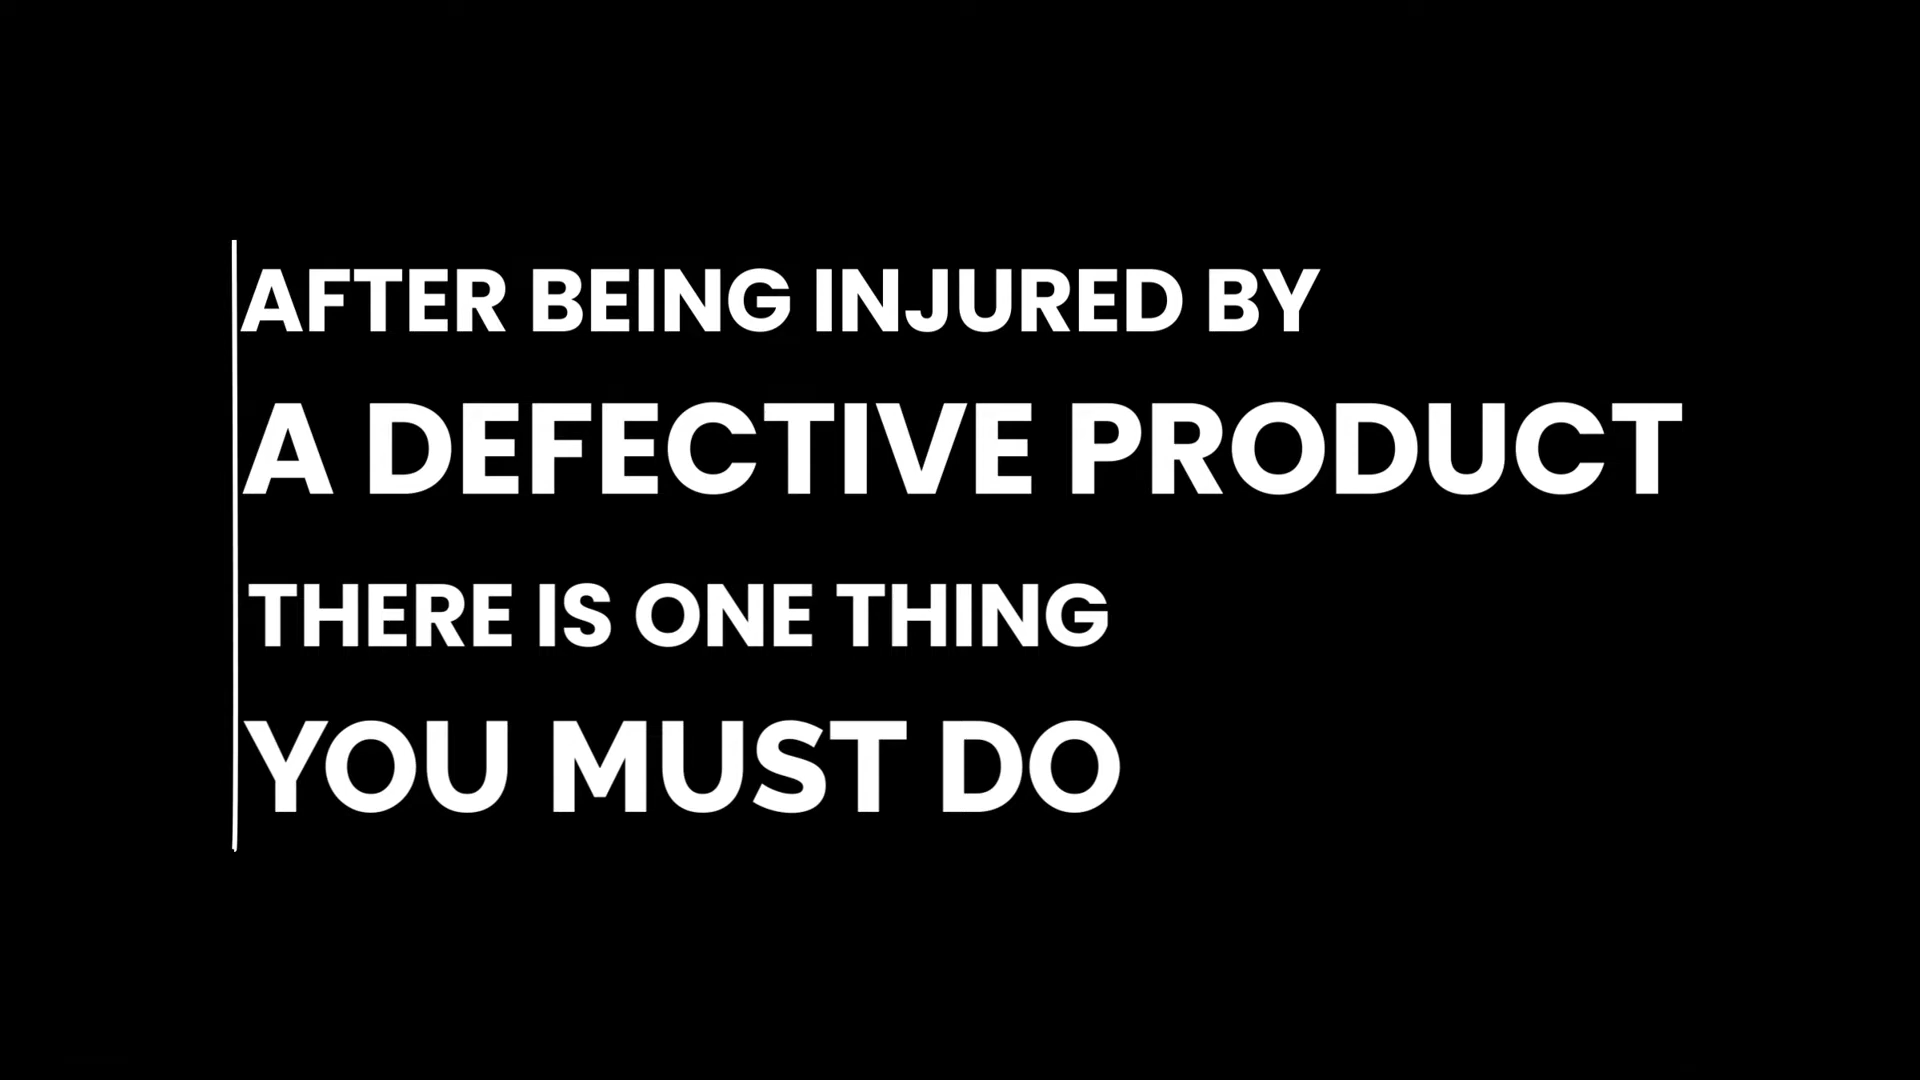 AFTER BEING INJURED BY
A DEFECTIVE PRODUCT
THERE IS ONE THING
YOU MUST DO